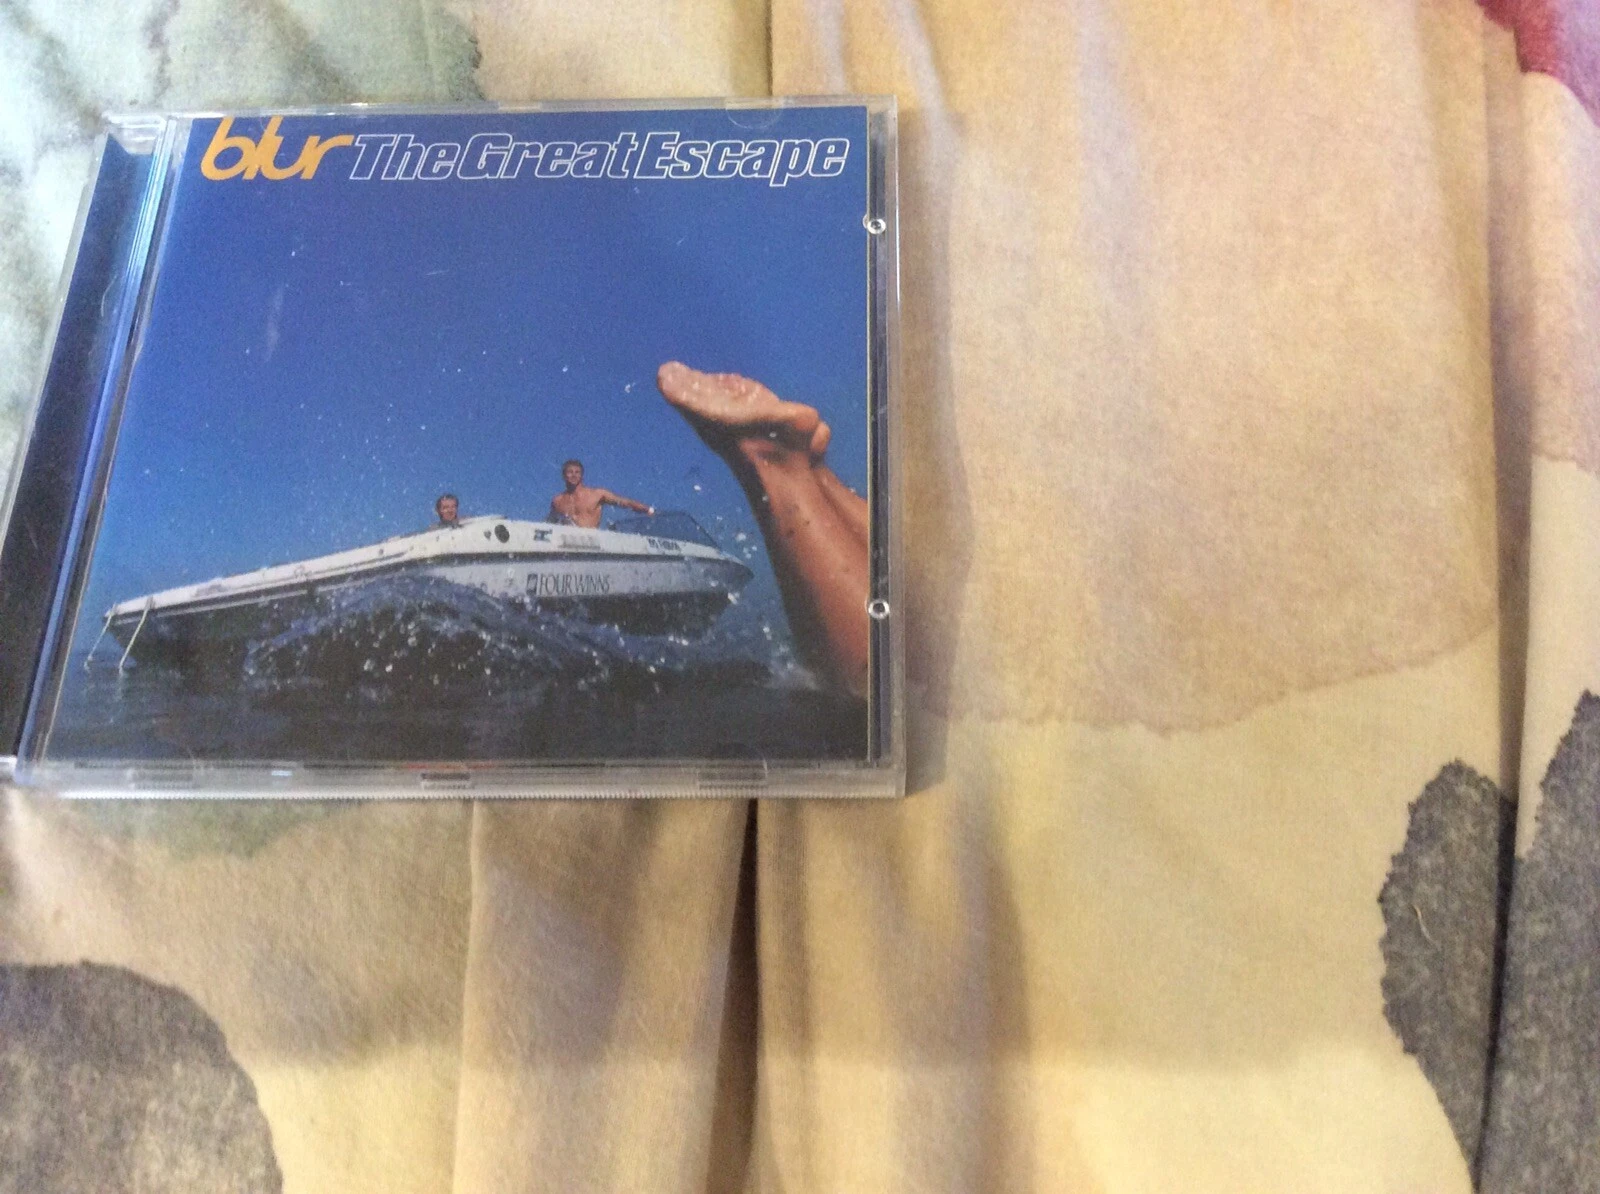 blur The Great Escape
FOUR WINNS